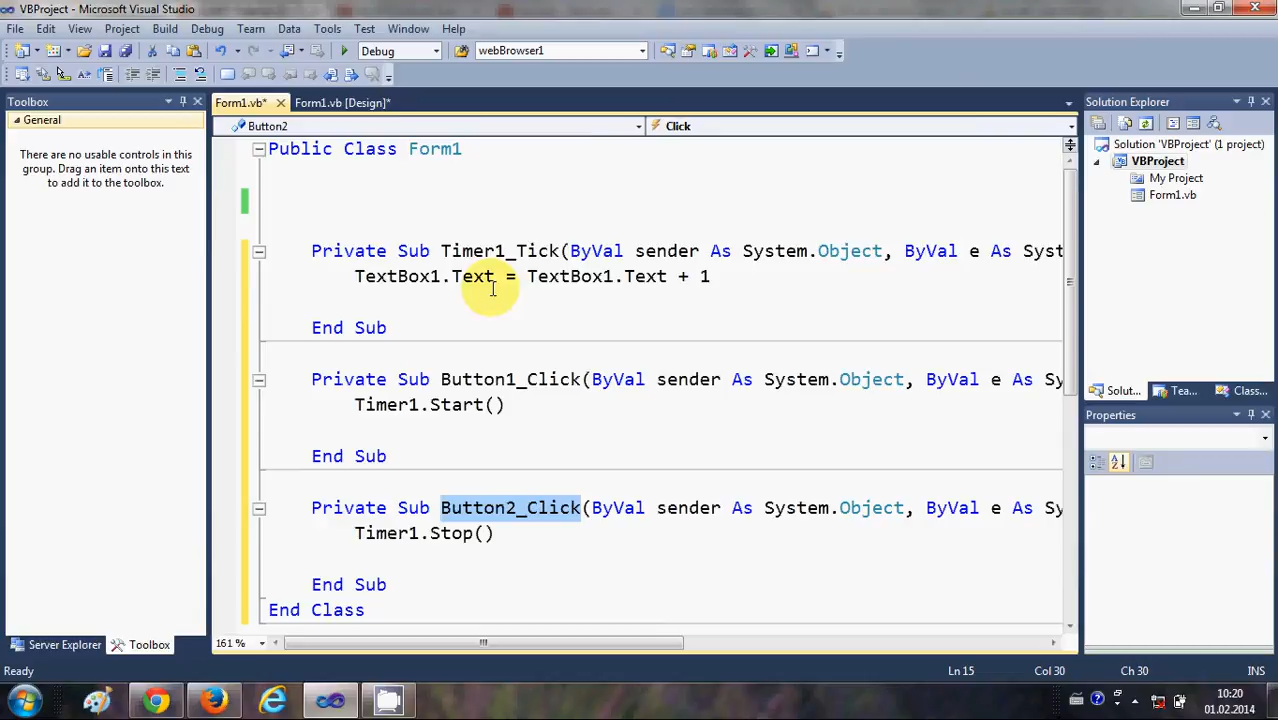 VBProject - Microsoft Visual Studio
File Edit View Project Build Debug Team Data Tools Test Window Help
Debug webBrowser1
Toolbox
General
There are no usable controls in this
group. Drag an item onto this text
to add it to the toolbox.
Server Explorer Toolbox
Form1.vb* Form1.vb [Design]*
Button2 Click
Public Class Form1
Private Sub Timer1_Tick(ByVal sender As System.Object, ByVal e As Syst
TextBox1.Text = TextBox1.Text + 1
End Sub
Private Sub Button1_Click(ByVal sender As System.Object, ByVal e As Sy
Timer1.Start()
End Sub
Private Sub Button2_Click(ByVal sender As System.Object, ByVal e As Sy
Timer1.Stop()
End Sub
End Class
161 %
Solution Explorer
Solution 'VBProject' (1 project)
VBProject
My Project
Form1.vb
Solut... Tea... Class...
Properties
Ready Ln 15 Col 30 Ch 30 INS
10:20
01.02.2014